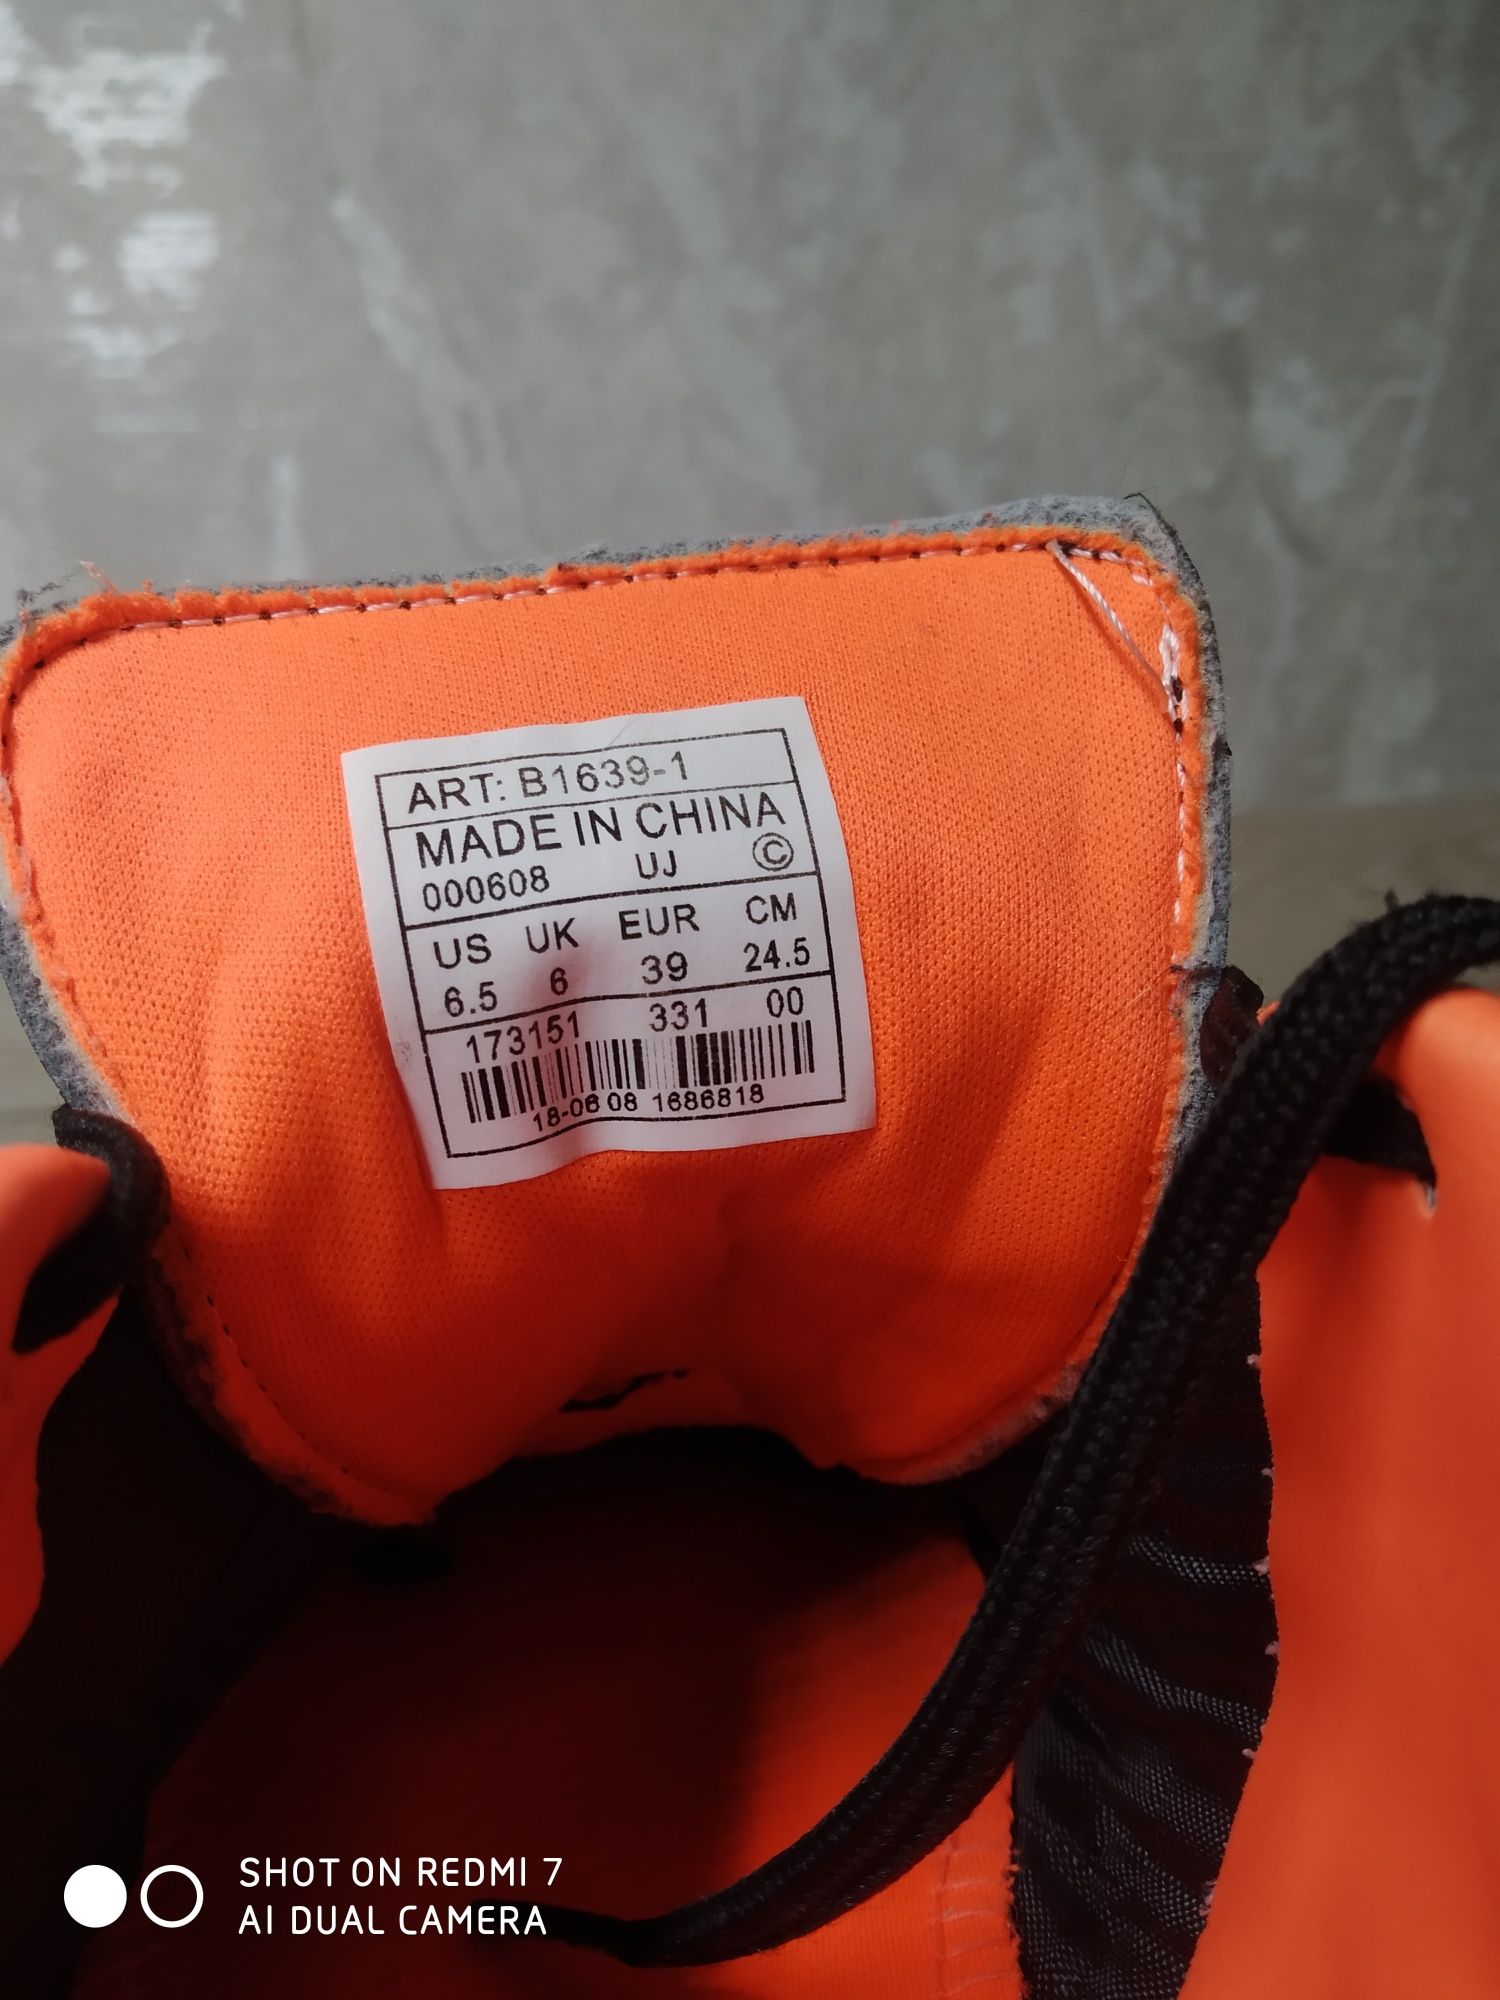 ART: B1639-1
MADE IN CHINA
000608 UJ ©
US UK EUR CM
6.5 6 39 24.5
173151 331 00
18-06 08 1686818
SHOT ON REDMI 7
AI DUAL CAMERA